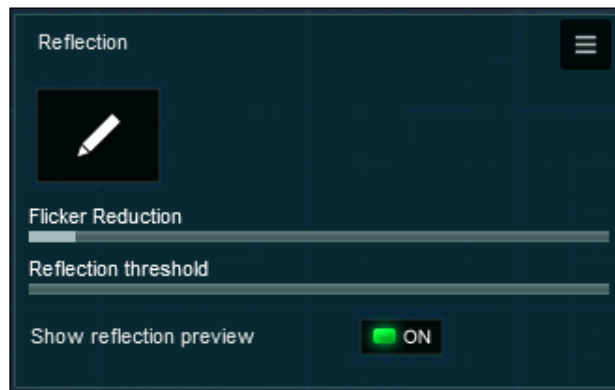 Reflection
Flicker Reduction
Reflection threshold
Show reflection preview ON